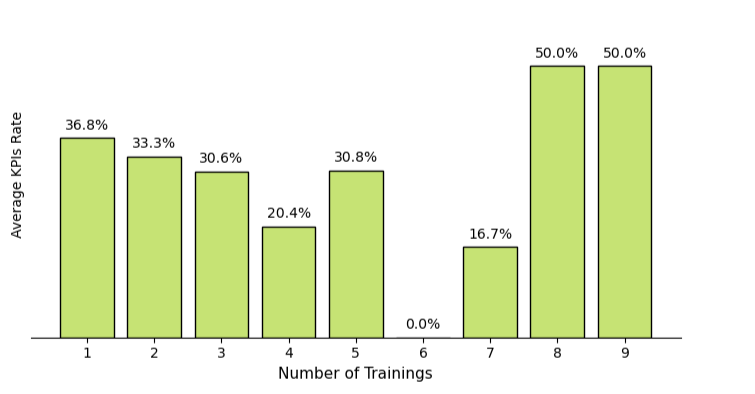 50.0% 50.0%
36.8%
33.3%
30.6% 30.8%
20.4%
16.7%
0.0%
Average KPIs Rate
1 2 3 4 5 6 7 8 9
Number of Trainings